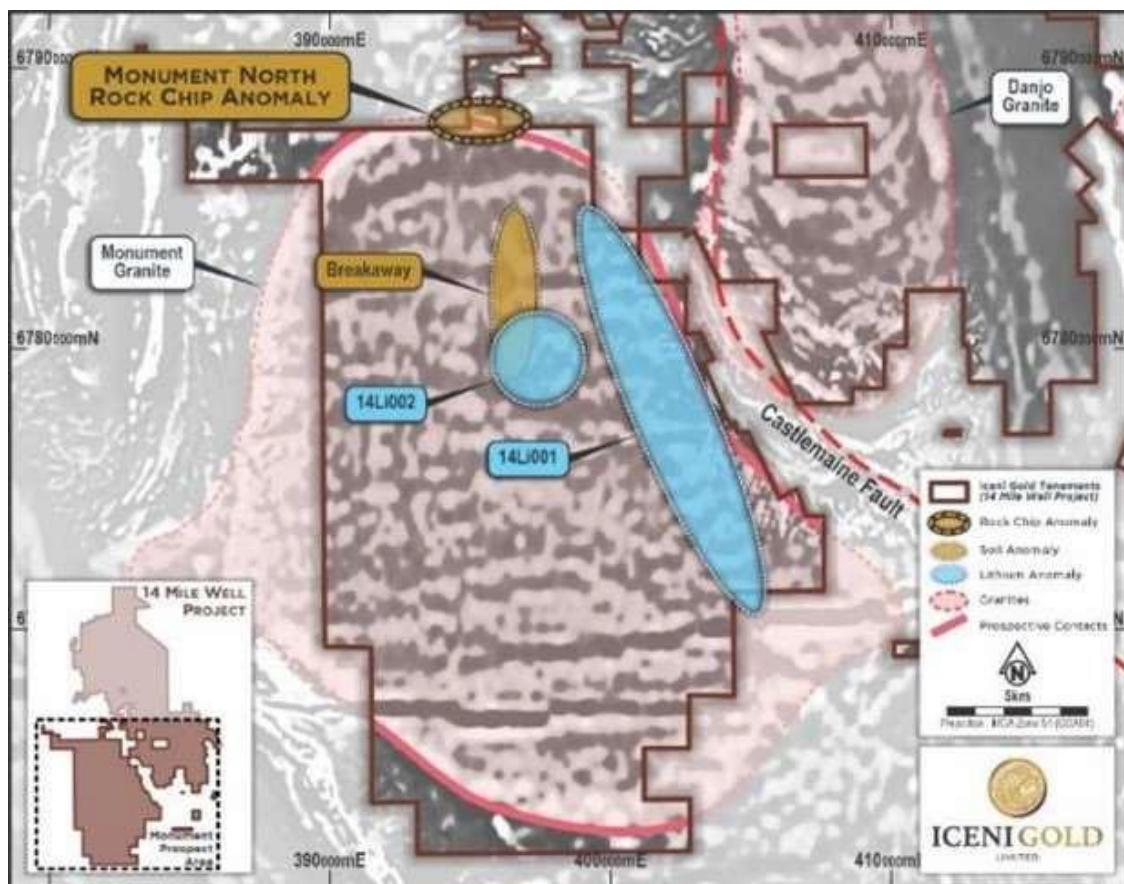 390000mE
410000mE
6790000mN
6790000mN
MONUMENT NORTH
ROCK CHIP ANOMALY
Danjo
Granite
Monument
Granite
Breakaway
6780000mN
6780000mN
14Li002
14Li001
Castlemaine Fault
Iceni Gold Tenements
(14 Mile Well Project)
Rock Chip Anomaly
Soil Anomaly
Lithium Anomaly
Granites
Prospective Contacts
N
5km
14 MILE WELL
PROJECT
Monument
Prospect
Area
ICENI GOLD
LIMITED
390000mE
400000mE
410000mE